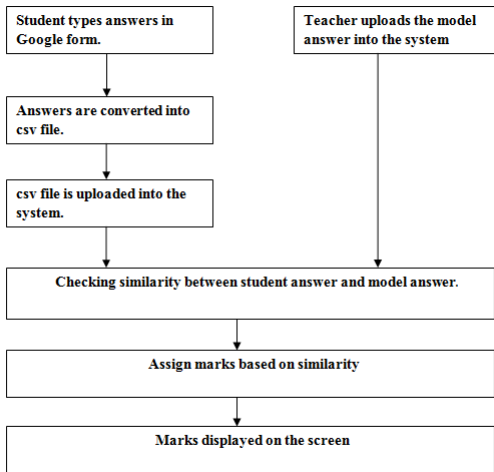 Student types answers in
Google form.
Teacher uploads the model
answer into the system
Answers are converted into
csv file.
csv file is uploaded into the
system.
Checking similarity between student answer and model answer.
Assign marks based on similarity
Marks displayed on the screen